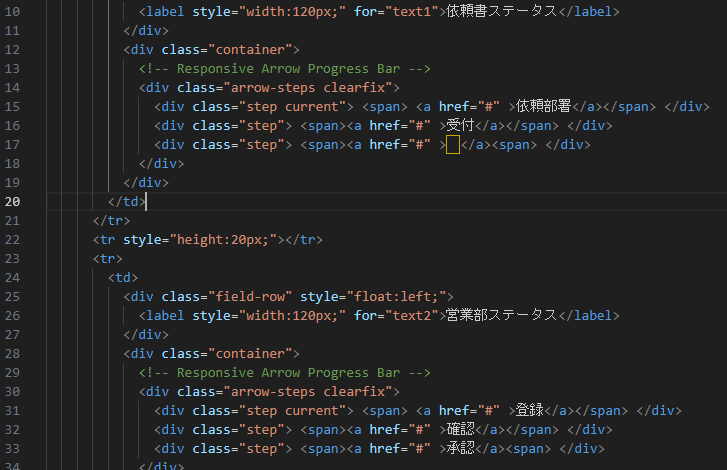 10 <label style="width:120px;" for="text1">依頼書ステータス</label>
11 </div>
12 <div class="container">
13 <!-- Responsive Arrow Progress Bar -->
14 <div class="arrow-steps clearfix">
15 <div class="step current"> <span> <a href="#" >依頼部署</a></span> </div>
16 <div class="step"> <span><a href="#" >受付</a></span> </div>
17 <div class="step"> <span><a href="#" >　</a><span> </div>
18 </div>
19 </div>
20 </td>
21 </tr>
22 <tr style="height:20px;"></tr>
23 <tr>
24 <td>
25 <div class="field-row" style="float:left;">
26 <label style="width:120px;" for="text2">営業部ステータス</label>
27 </div>
28 <div class="container">
29 <!-- Responsive Arrow Progress Bar -->
30 <div class="arrow-steps clearfix">
31 <div class="step current"> <span> <a href="#" >登録</a></span> </div>
32 <div class="step"> <span><a href="#" >確認</a></span> </div>
33 <div class="step"> <span><a href="#" >承認</a><span> </div>
34 </div>